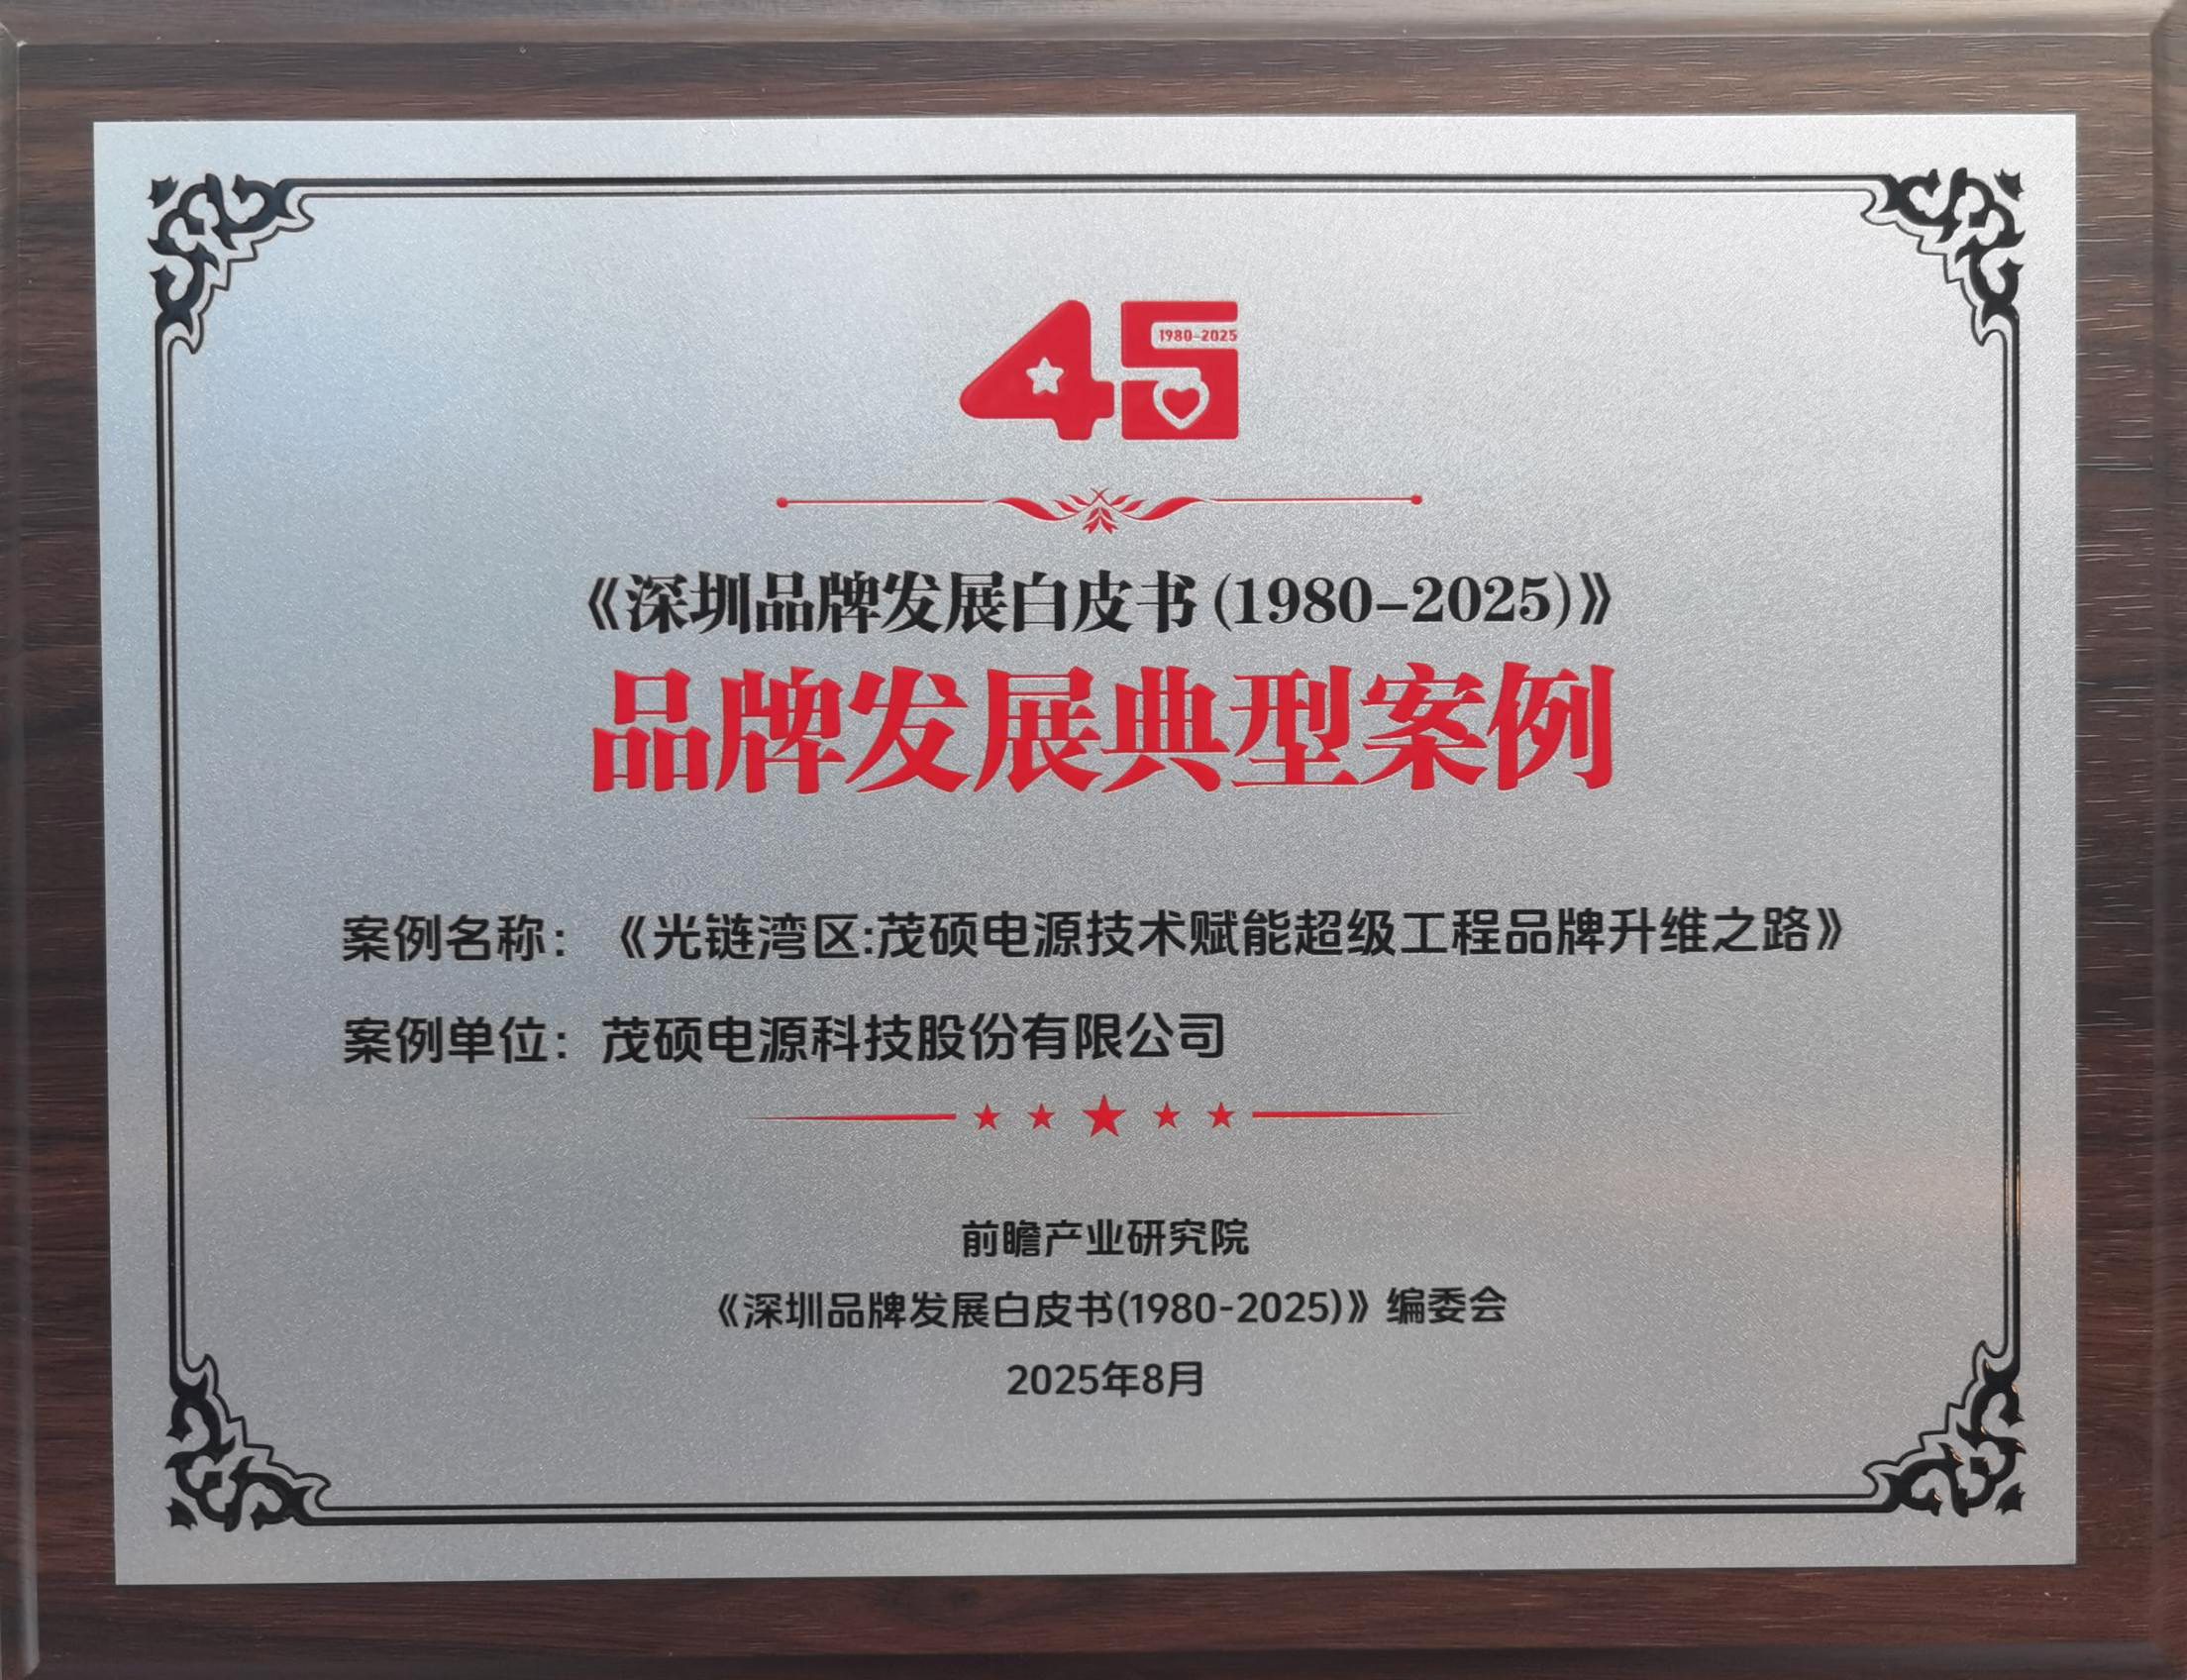 45
1980-2025
《深圳品牌发展白皮书(1980-2025)》
品牌发展典型案例
案例名称：《光链湾区:茂硕电源技术赋能超级工程品牌升维之路》
案例单位：茂硕电源科技股份有限公司
前瞻产业研究院
《深圳品牌发展白皮书(1980-2025)》编委会
2025年8月